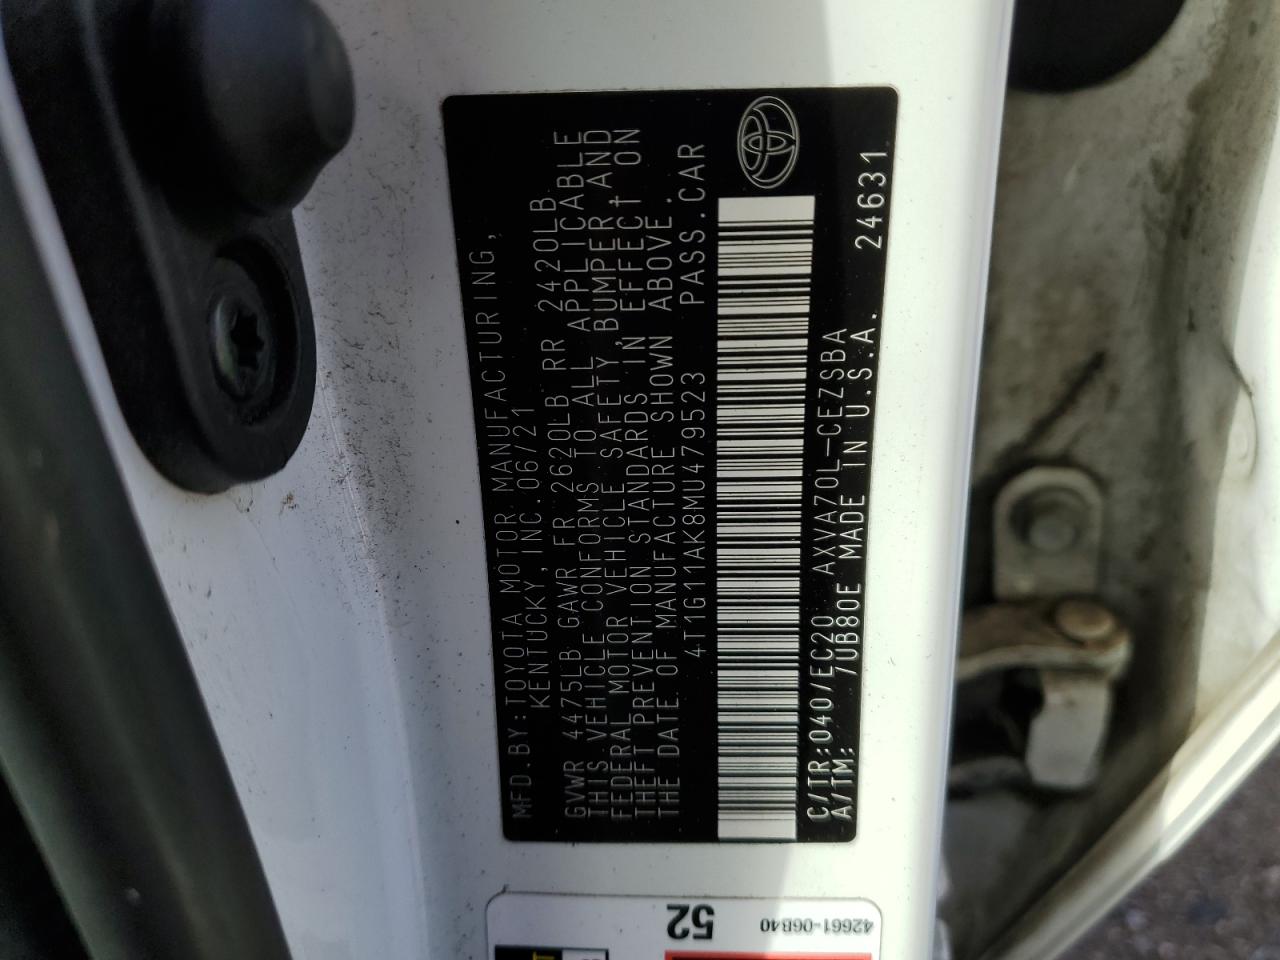 MFD.BY:TOYOTA MOTOR MANUFACTURING,
KENTUCKY,INC.06/21
GVWR 4475LB GAWR FR 2620LB RR 2420LB
THIS VEHICLE CONFORMS TO ALL APPLICABLE
FEDERAL MOTOR VEHICLE SAFETY,BUMPER,AND
THEFT PREVENTION STANDARDS IN EFFECT ON
THE DATE OF MANUFACTURE SHOWN ABOVE.
4T1G11AK8MU479523 PASS.CAR
C/TR:040/EC20 AXVA70L-CEZSBA
A/TM: /UB80E MADE IN U.S.A. 24631
52
42661-06B40